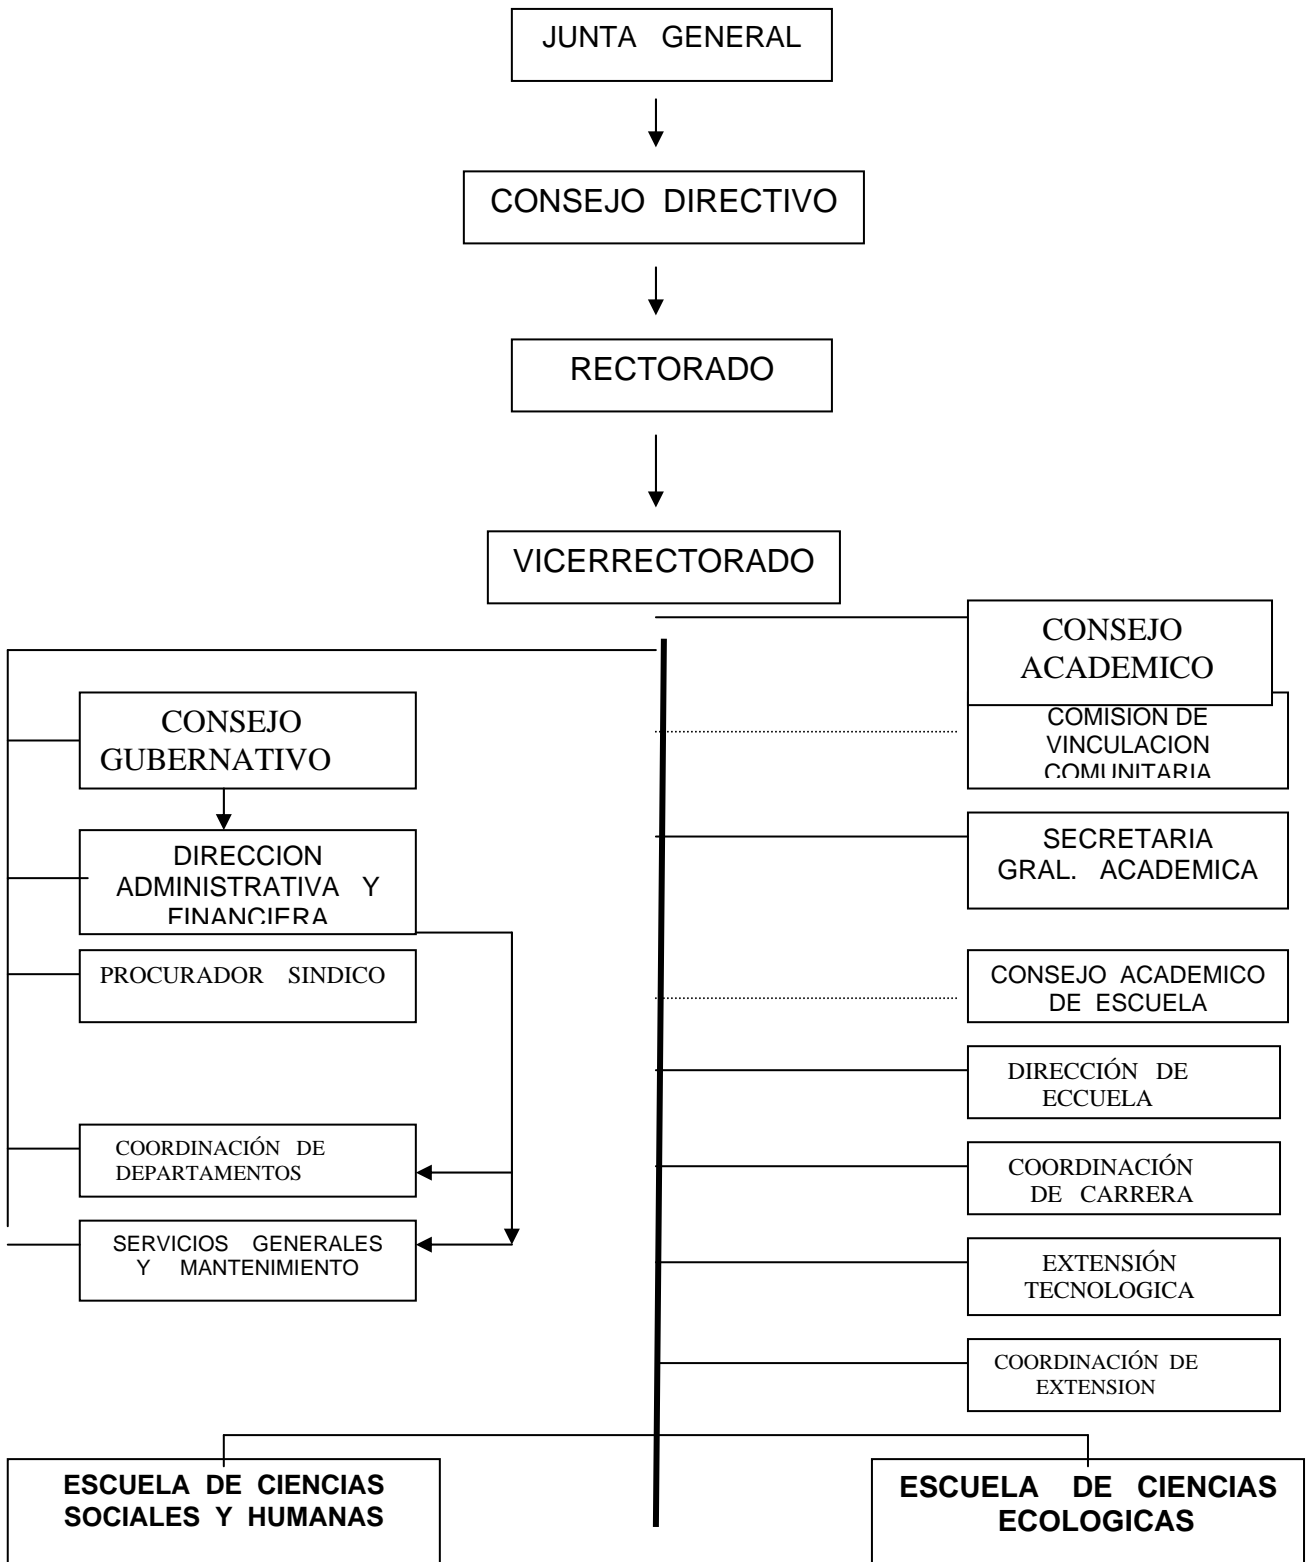 JUNTA GENERAL
CONSEJO DIRECTIVO
RECTORADO
VICERRECTORADO
CONSEJO
ACADEMICO
COMISION DE
VINCULACION
COMUNITARIA
CONSEJO
GUBERNATIVO
DIRECCION
ADMINISTRATIVA Y
FINANCIERA
PROCURADOR SINDICO
COORDINACIÓN DE
DEPARTAMENTOS
SERVICIOS GENERALES
Y MANTENIMIENTO
SECRETARIA
GRAL. ACADEMICA
CONSEJO ACADEMICO
DE ESCUELA
DIRECCIÓN DE
ECCUELA
COORDINACIÓN
DE CARRERA
EXTENSIÓN
TECNOLOGICA
COORDINACIÓN DE
EXTENSION
ESCUELA DE CIENCIAS
SOCIALES Y HUMANAS
ESCUELA DE CIENCIAS
ECOLOGICAS